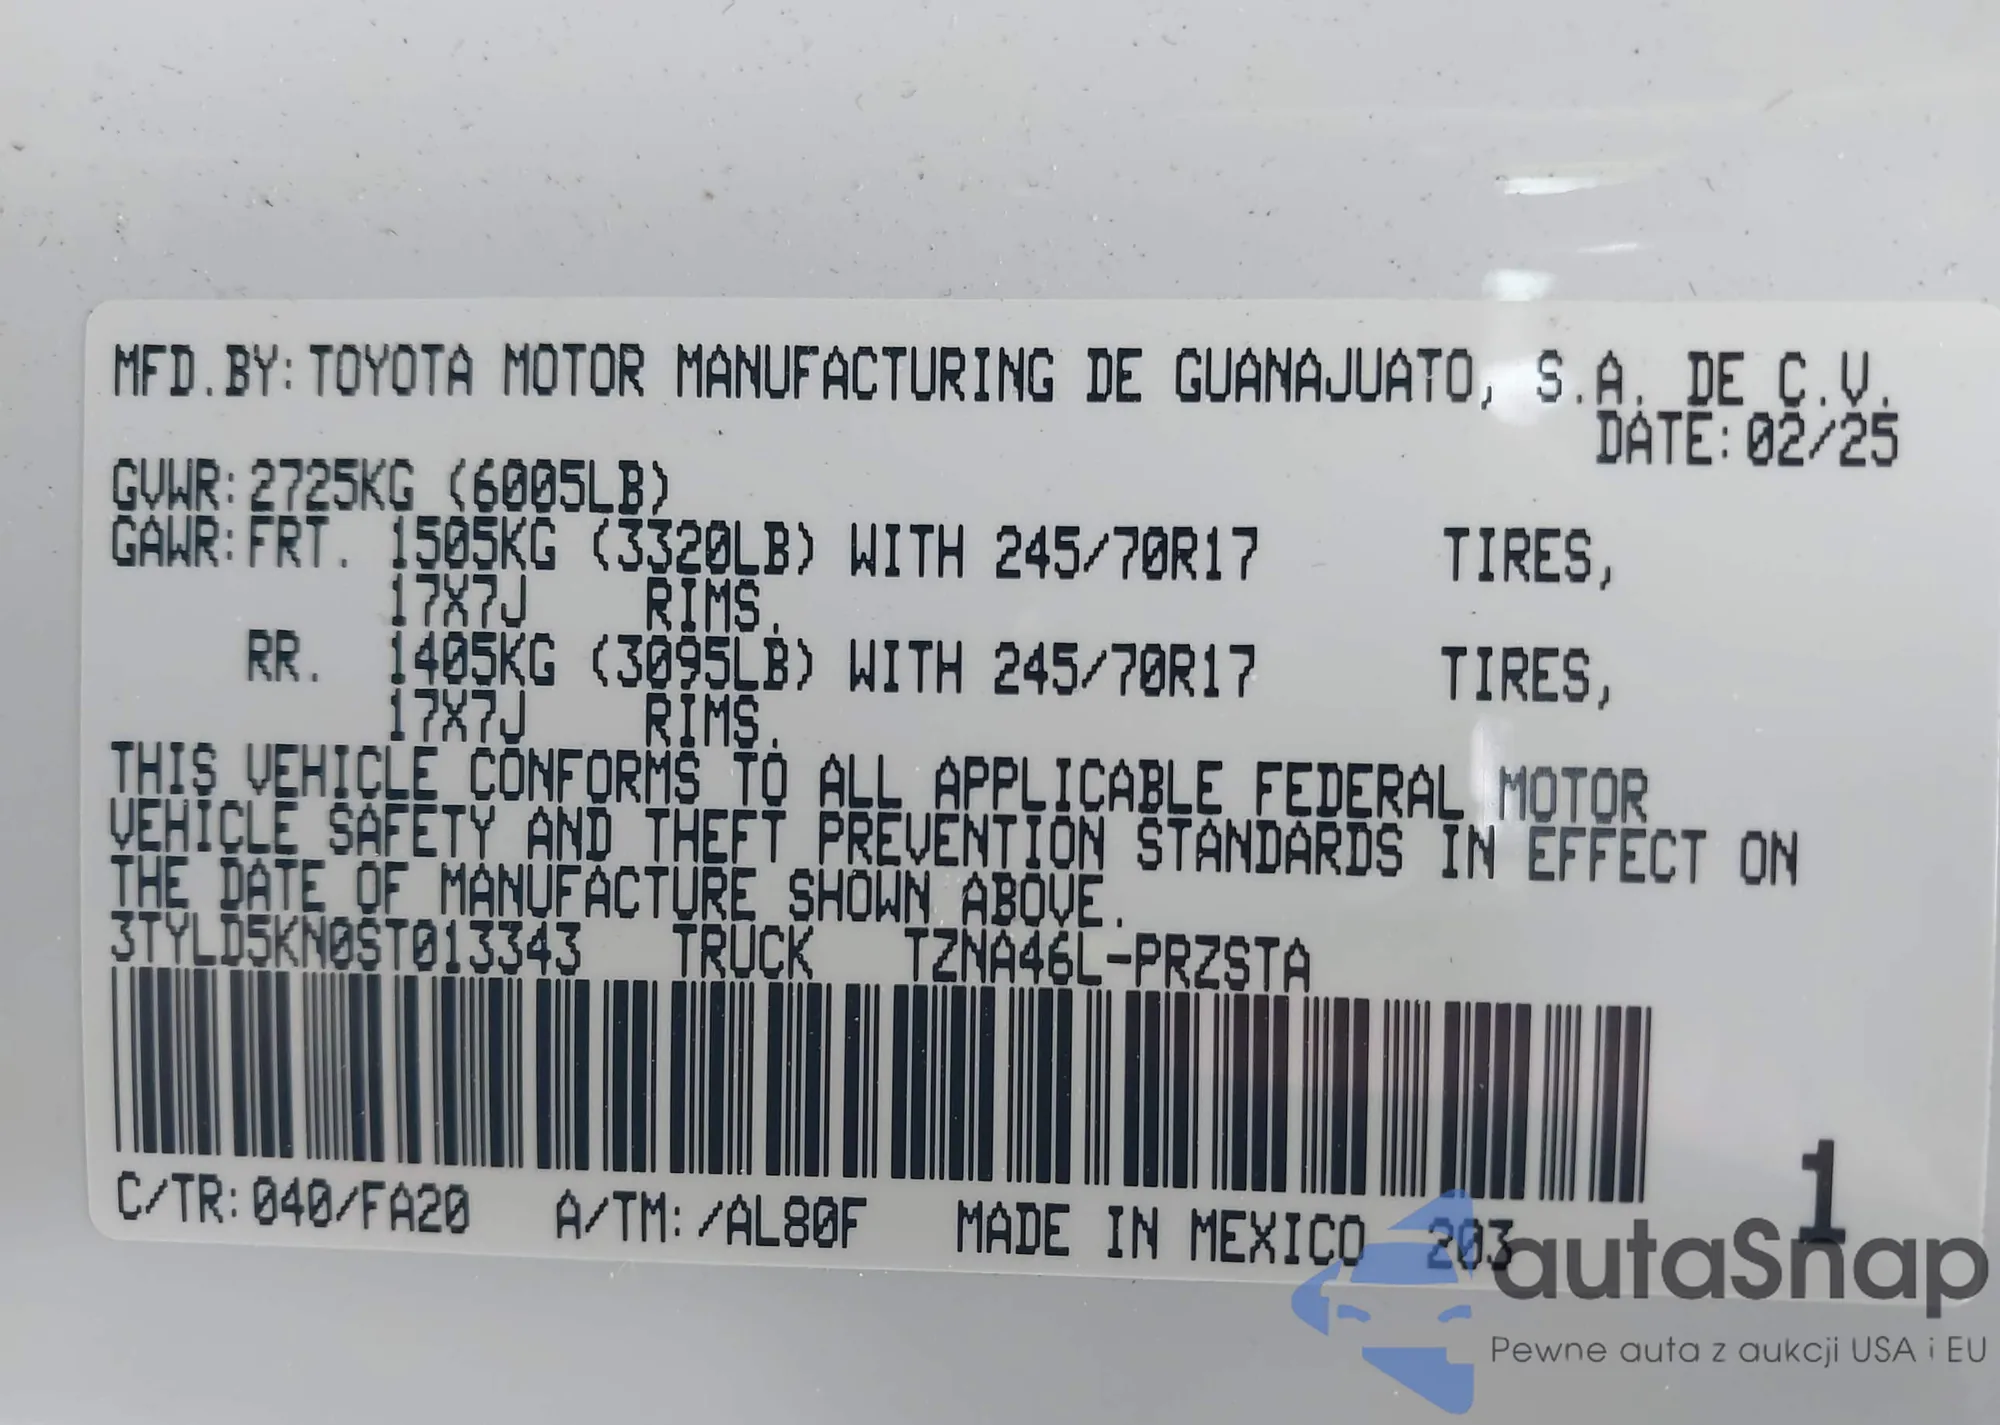 MFD.BY:TOYOTA MOTOR MANUFACTURING DE GUANAJUATO, S.A. DE C.V.
DATE:02/25
GVWR:2725KG (6005LB)
GAWR:FRT. 1505KG (3320LB) WITH 245/70R17 TIRES,
17X7J RIMS.
RR. 1405KG (3095LB) WITH 245/70R17 TIRES,
17X7J RIMS.
THIS VEHICLE CONFORMS TO ALL APPLICABLE FEDERAL MOTOR
VEHICLE SAFETY AND THEFT PREVENTION STANDARDS IN EFFECT ON
THE DATE OF MANUFACTURE SHOWN ABOVE.
3TYLD5KN0ST013343 TRUCK TZNA46L-PRZSTA
1
C/TR:040/FA20 A/TM:/AL80F MADE IN MEXICO 203
autaSnap
Pewne auta z aukcji USA i EU